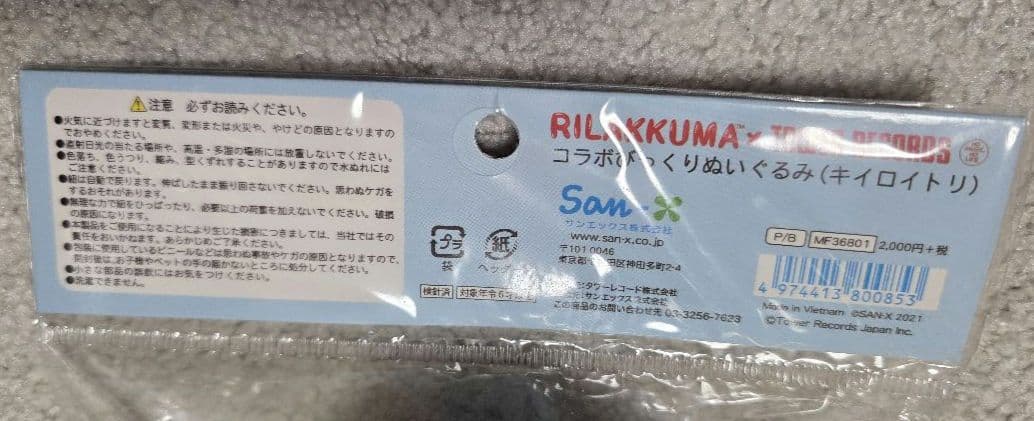 注意 必ずお読みください。
●火気に近づけますと変質、変形または火災や、やけどの原因となりますの
でおやめください。
●直射日光の当たる場所や、高温・多湿の場所には放置しないでください。
●色落ち、色うつり、縮み、型くずれすることがありますので水ぬれには
ご注意ください。
●紐は自動で戻ります。伸ばしたまま振り回さないでください。思わぬケガを
するおそれがあります。
●無理な力で紐をひっぱったり、必要以上の荷重を加えないでください。破損
の原因になります。
●本製品をご使用になることにより生じた損害につきましては、当社ではその
責任をおいかねます。あらかじめご了承ください。
●包装に使用しているビニールなどは思わぬ事故やケガの原因となりますので、
開封後は、お子様やペットの手の届かないところに処分してください。
●小さな部品の誤飲にはお気をつけください。
●洗濯できません。
プラ
袋
紙
ヘッ
検針済
対象年令6才
RILAKKUMA™× TOWER RECORDS
コラボびっくりぬいぐるみ(キイロイトリ)
San-X
サンエックス株式会社
www.san-x.co.jp
〒101 0046
東京都 田区神田多町2-4
タワーレコード株式会社
サンエックス株式会社
この商品のお問い合わせ先 03-3256-7623
P/B
MF36801
2,000円+税
4 974413 800853
Made in Vietnam ©SAN-X 2021
©Tower Records Japan Inc.